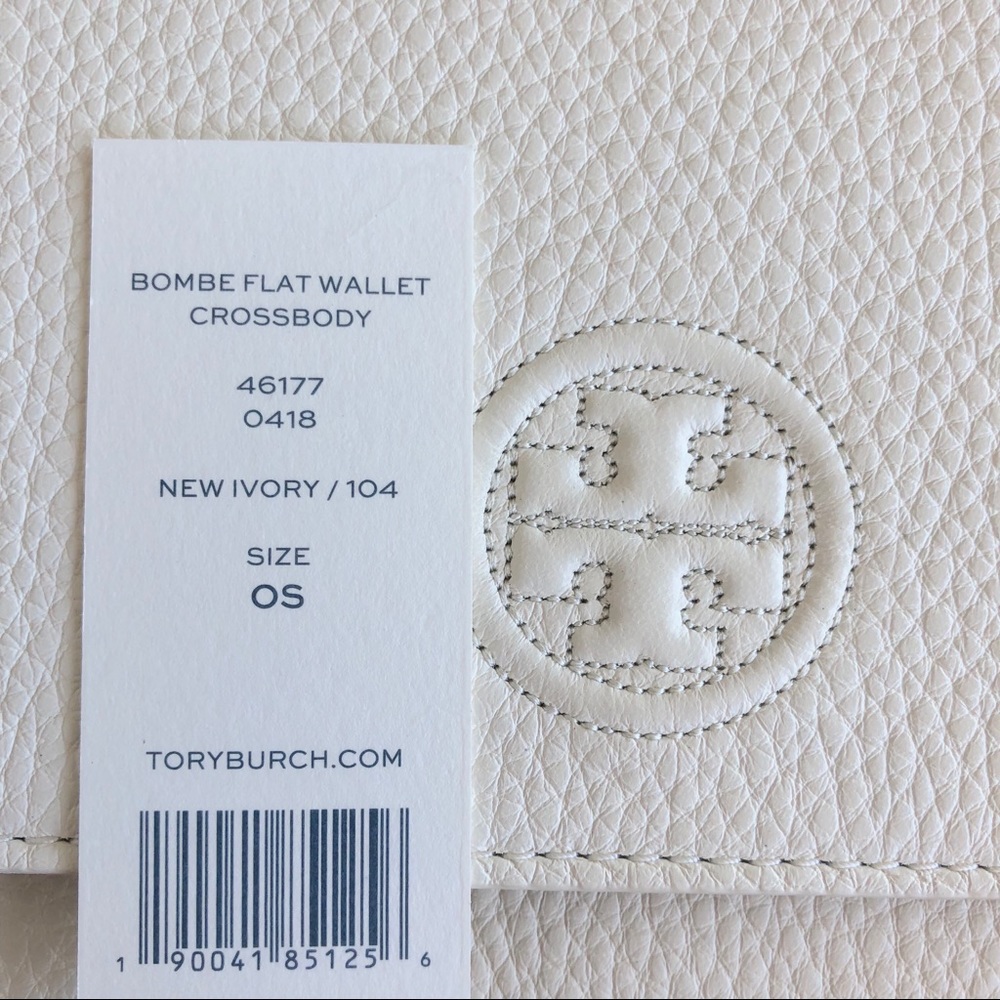 BOMBE FLAT WALLET
CROSSBODY
46177
0418
NEW IVORY / 104
SIZE
OS
TORYBURCH.COM
1 90041 85125 6